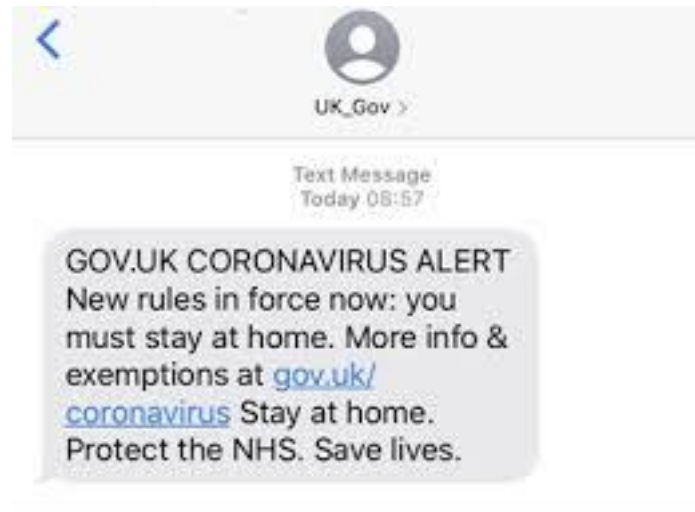 UK_Gov >
Text Message
Today 08:57
GOV.UK CORONAVIRUS ALERT
New rules in force now: you
must stay at home. More info &
exemptions at gov.uk/
coronavirus Stay at home.
Protect the NHS. Save lives.